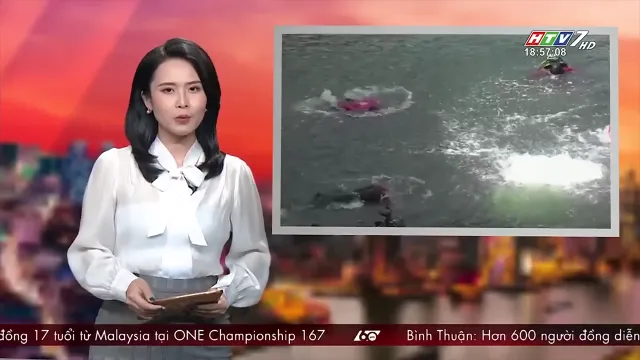 HTV7 HD
18:57:08
đồng 17 tuổi từ Malaysia tại ONE Championship 167 60 Bình Thuận: Hơn 600 người đồng diễn